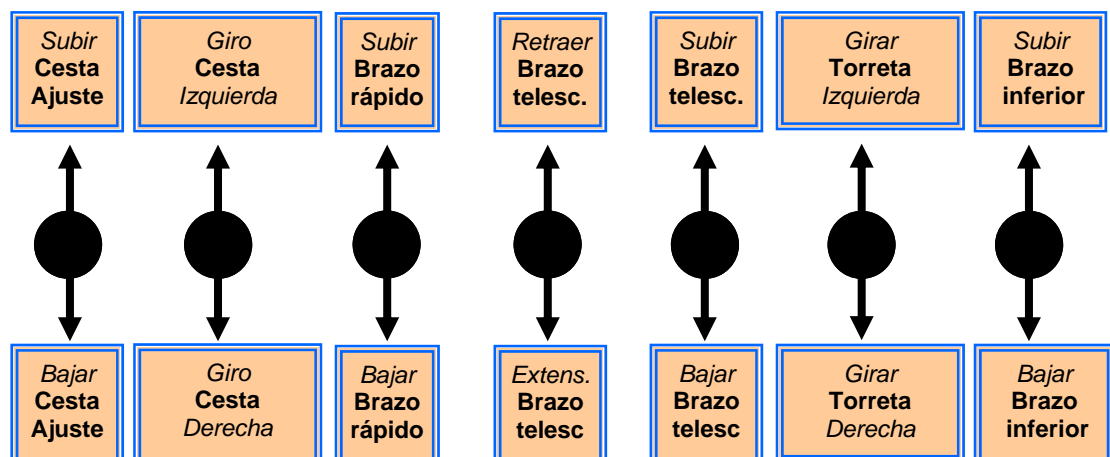 Subir
Cesta
Ajuste
Giro
Cesta
Izquierda
Subir
Brazo
rápido
Retraer
Brazo
telesc.
Subir
Brazo
telesc.
Girar
Torreta
Izquierda
Subir
Brazo
inferior
Bajar
Cesta
Ajuste
Giro
Cesta
Derecha
Bajar
Brazo
rápido
Extens.
Brazo
telesc
Bajar
Brazo
telesc
Girar
Torreta
Derecha
Bajar
Brazo
inferior